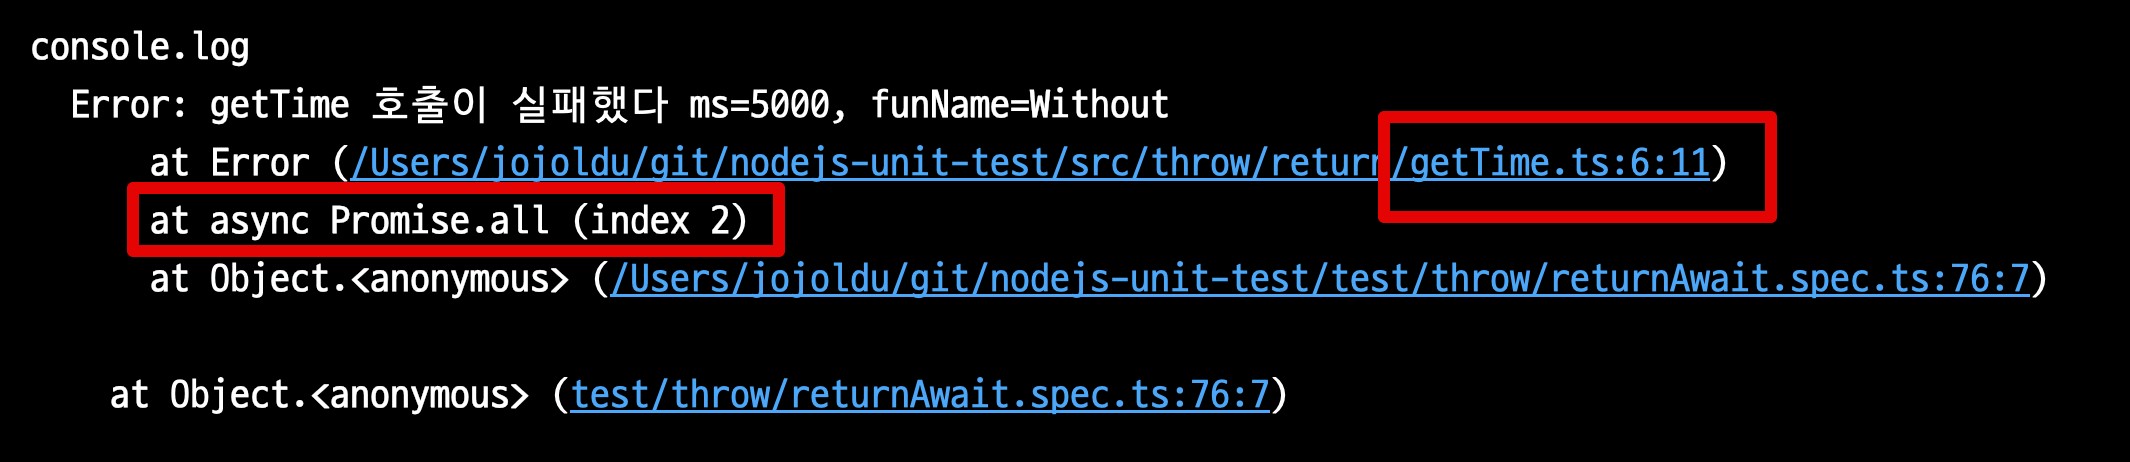 console.log
Error: getTime 호출이 실패했다 ms=5000, funName=Without
at Error (/Users/jojoldu/git/nodejs-unit-test/src/throw/return/getTime.ts:6:11)
at async Promise.all (index 2)
at Object.<anonymous> (/Users/jojoldu/git/nodejs-unit-test/test/throw/returnAwait.spec.ts:76:7)
at Object.<anonymous> (test/throw/returnAwait.spec.ts:76:7)